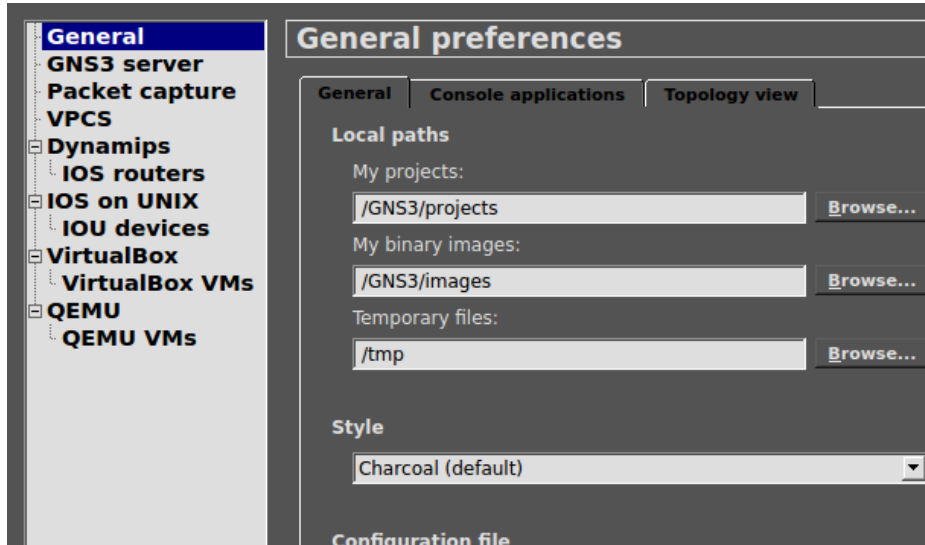 General
GNS3 server
Packet capture
VPCS
Dynamips
IOS routers
IOS on UNIX
IOU devices
VirtualBox
VirtualBox VMs
QEMU
QEMU VMs
General preferences
General Console applications Topology view
Local paths
My projects:
/GNS3/projects Browse...
My binary images:
/GNS3/images Browse...
Temporary files:
/tmp Browse...
Style
Charcoal (default)
Configuration file